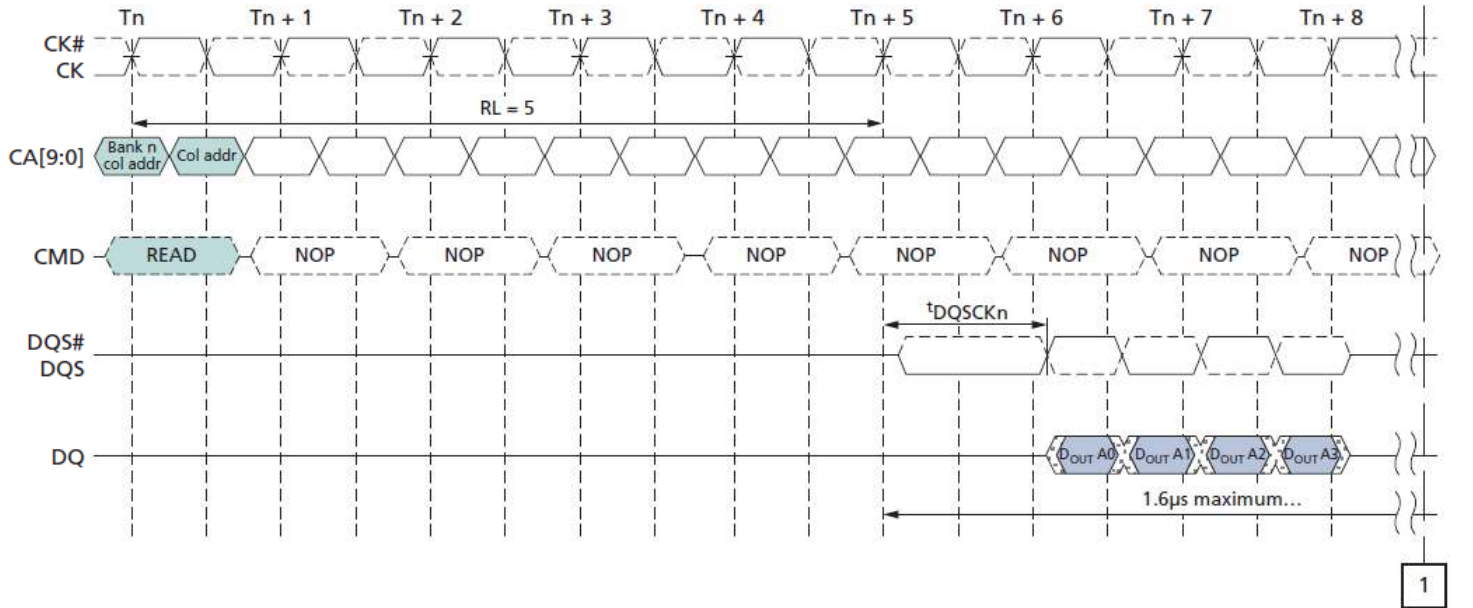 Tn Tn + 1 Tn + 2 Tn + 3 Tn + 4 Tn + 5 Tn + 6 Tn + 7 Tn + 8
CK#
CK
RL = 5
CA[9:0] Bank n col addr Col addr
CMD READ NOP NOP NOP NOP NOP NOP NOP NOP
tDQSCKn
DQS#
DQS
DQ DOUT A0 DOUT A1 DOUT A2 DOUT A3
1.6µs maximum...
1